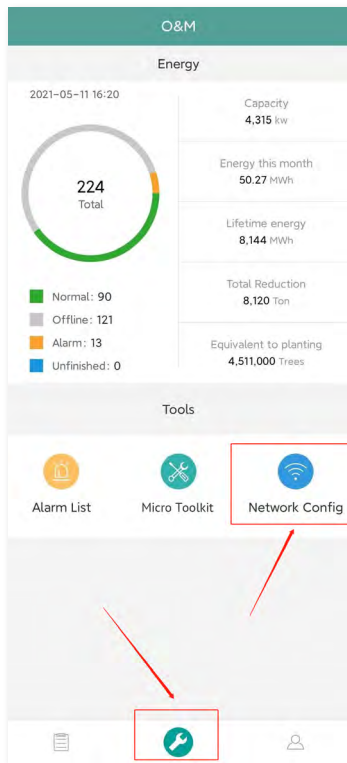 O&M
Energy
2021-05-11 16:20
224
Total
Normal: 90
Offline: 121
Alarm: 13
Unfinished: 0
Capacity
4,315 kw
Energy this month
50.27 MWh
Lifetime energy
8,144 MWh
Total Reduction
8,120 Ton
Equivalent to planting
4,511,000 Trees
Tools
Alarm List
Micro Toolkit
Network Config